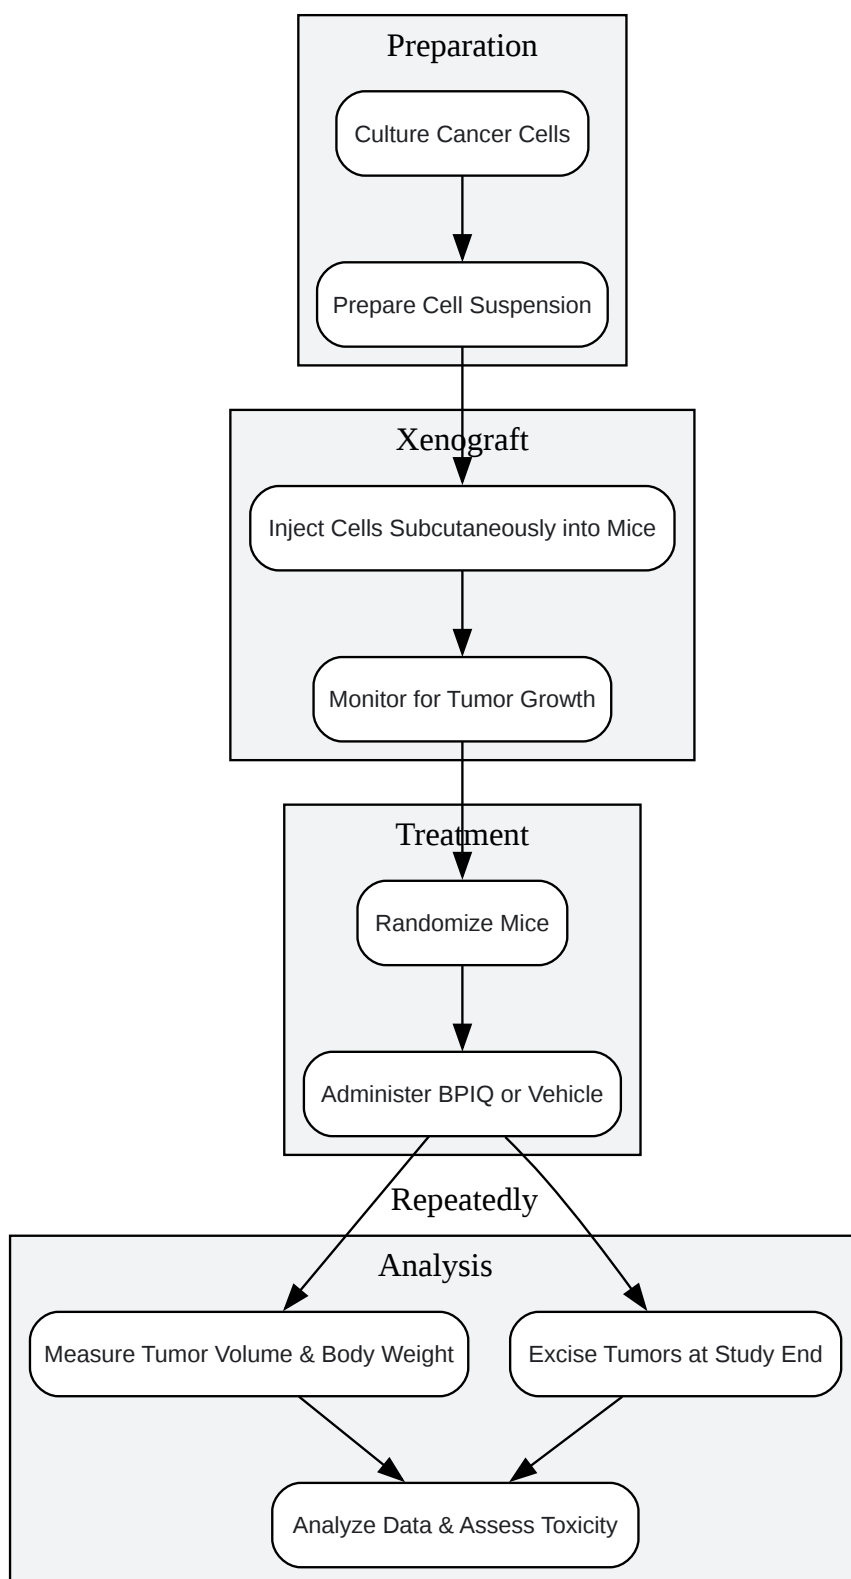 Preparation
Culture Cancer Cells
Prepare Cell Suspension
Xenograft
Inject Cells Subcutaneously into Mice
Monitor for Tumor Growth
Treatment
Randomize Mice
Administer BPIQ or Vehicle
Repeatedly
Analysis
Measure Tumor Volume & Body Weight
Excise Tumors at Study End
Analyze Data & Assess Toxicity